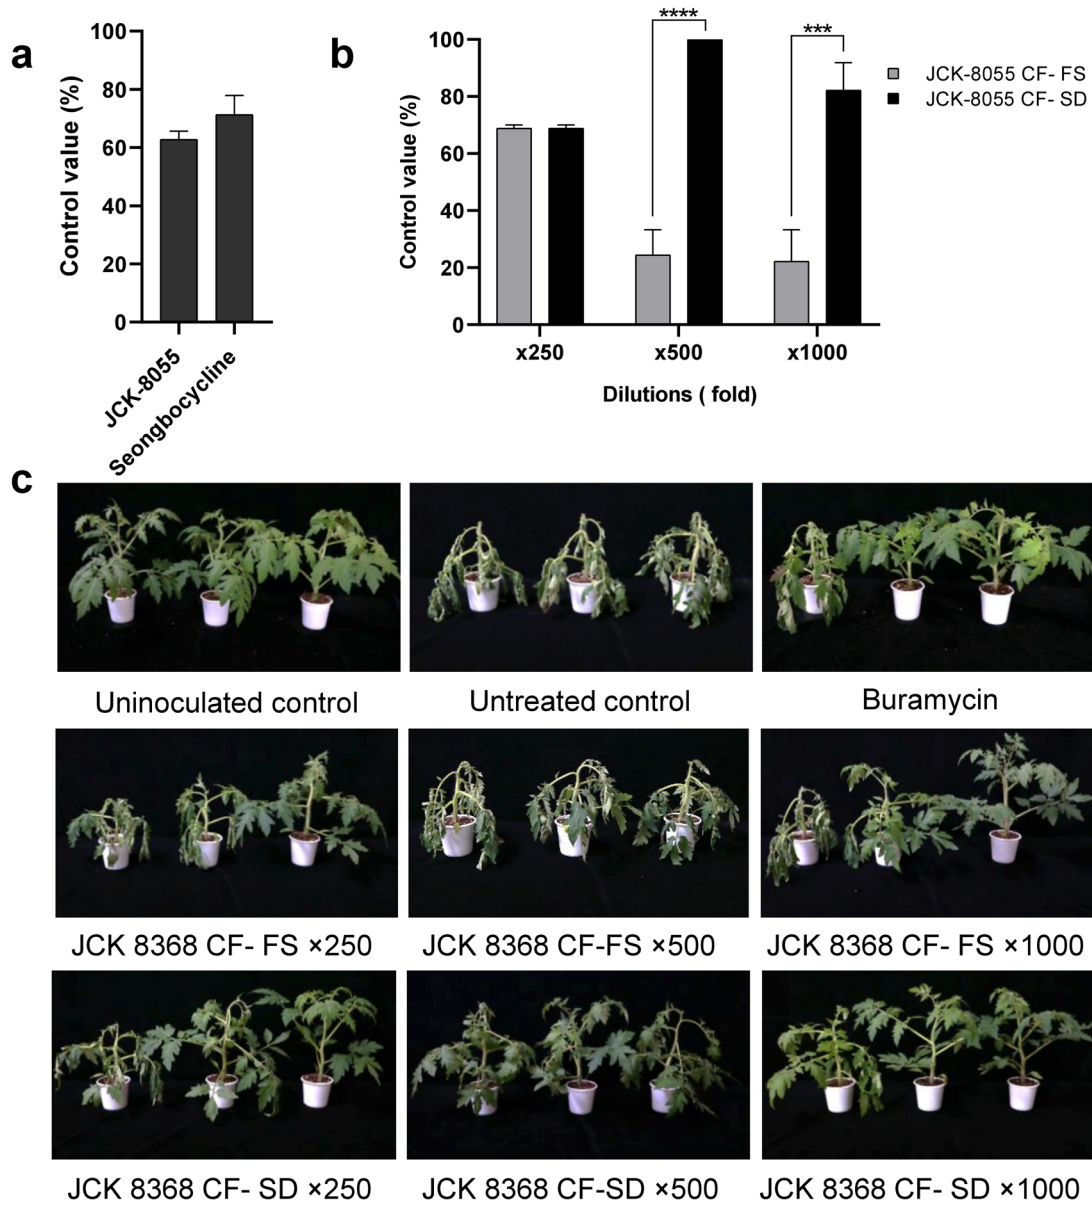 a
100
80
60
40
20
0
Control value (%)
JCK-8055
Seongbocycline
b
100
80
60
40
20
0
Control value (%)
****
***
x250
x500
x1000
Dilutions ( fold)
JCK-8055 CF- FS
JCK-8055 CF- SD
c
Uninoculated control
Untreated control
Buramycin
JCK 8368 CF- FS ×250
JCK 8368 CF-FS ×500
JCK 8368 CF- FS ×1000
JCK 8368 CF- SD ×250
JCK 8368 CF-SD ×500
JCK 8368 CF- SD ×1000